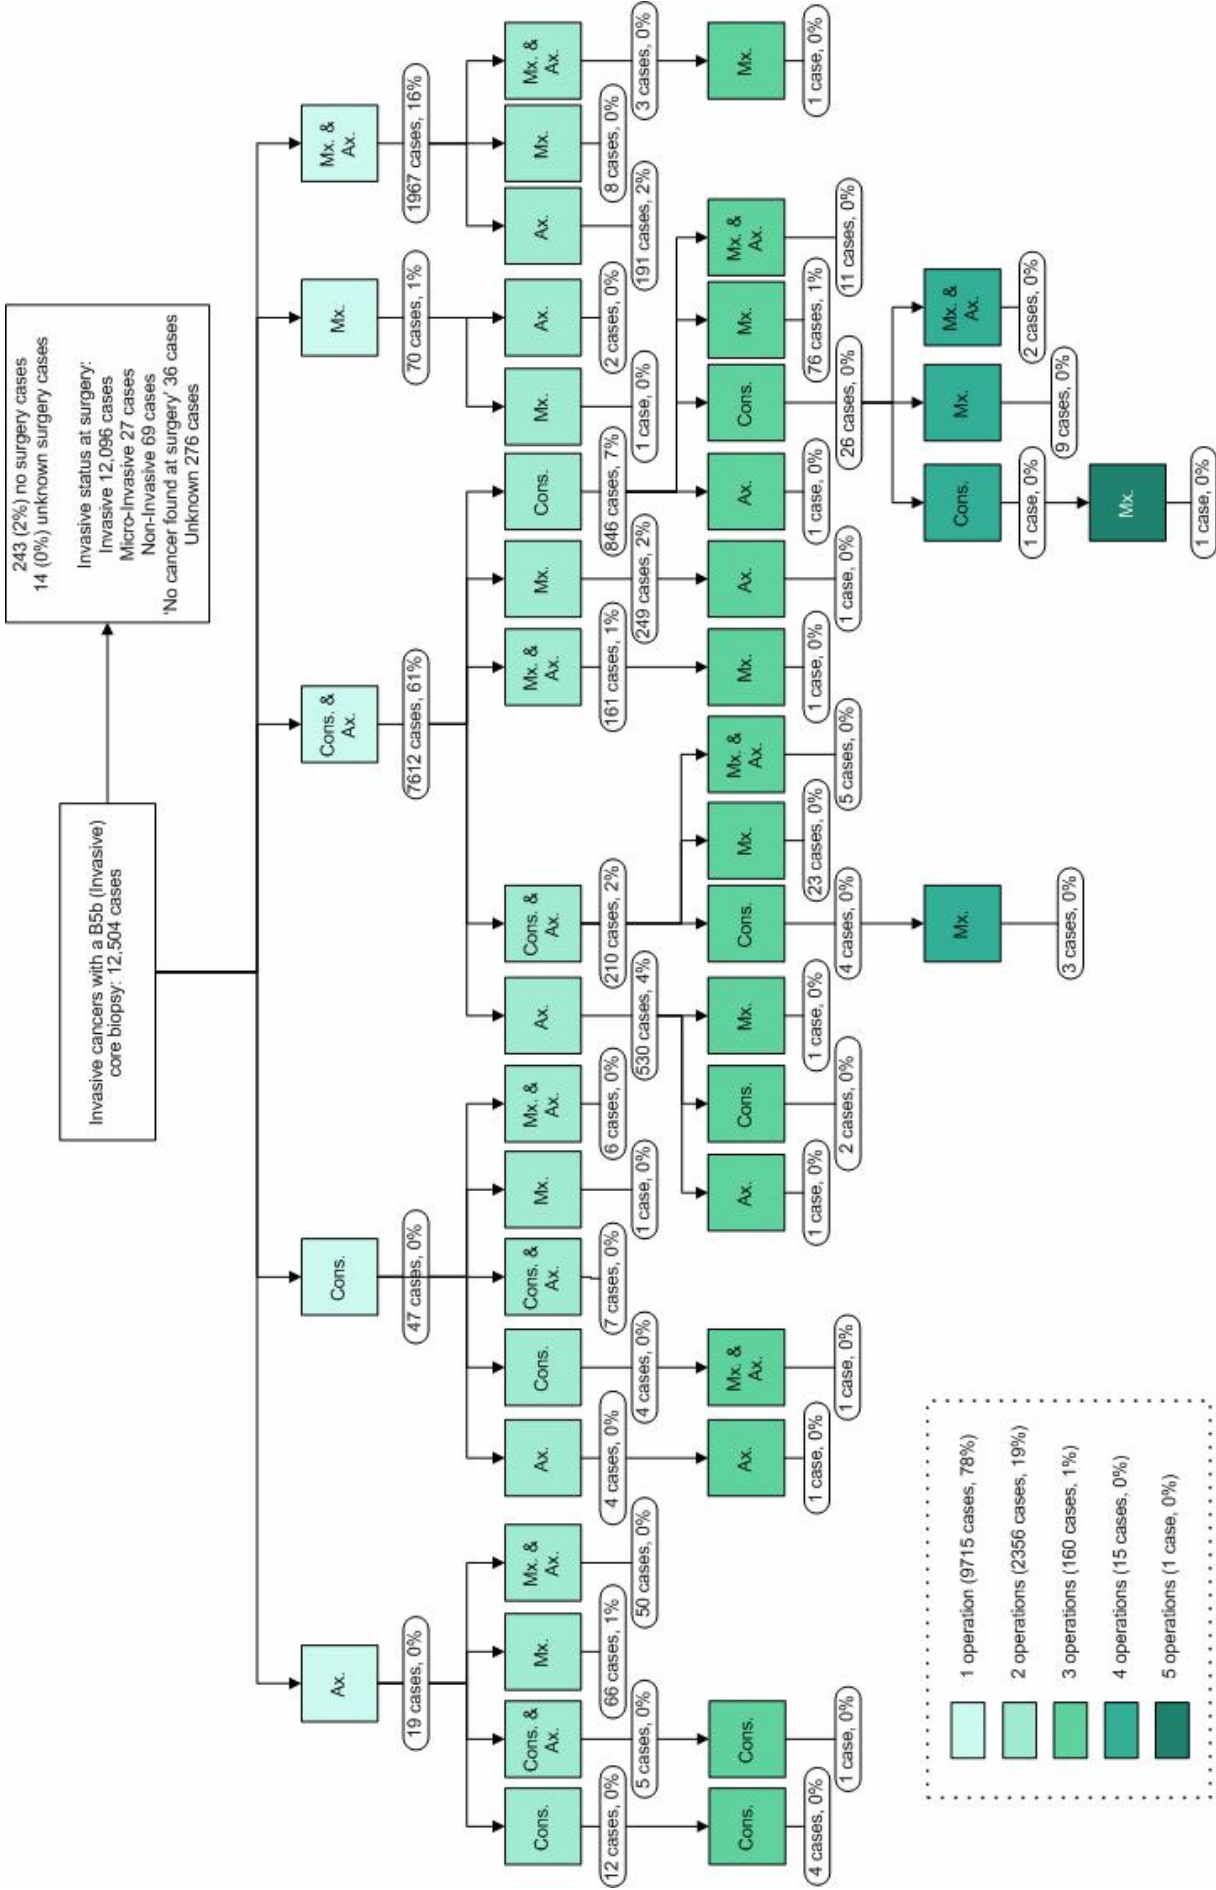 Invasive cancers with a B5b (Invasive)
core biopsy: 12,504 cases
243 (2%) no surgery cases
14 (0%) unknown surgery cases
Invasive status at surgery:
Invasive 12,096 cases
Micro-Invasive 27 cases
Non-Invasive 69 cases
'No cancer found at surgery' 36 cases
Unknown 276 cases
Ax.
Cons.
Cons. &
Ax.
Mx.
Mx. &
Ax.
19 cases, 0%
47 cases, 0%
7612 cases, 61%
70 cases, 1%
1967 cases, 16%
Cons.
Cons. &
Ax.
Mx.
Mx. &
Ax.
Ax.
Cons.
Cons. &
Ax.
Mx.
Mx. &
Ax.
Ax.
Cons. &
Ax.
Mx. &
Ax.
Mx.
Cons.
Mx.
Ax.
Ax.
Mx.
Mx. &
Ax.
12 cases, 0%
5 cases, 0%
66 cases, 1%
50 cases, 0%
4 cases, 0%
4 cases, 0%
7 cases, 0%
1 case, 0%
6 cases, 0%
530 cases, 4%
210 cases, 2%
161 cases, 1%
249 cases, 2%
846 cases, 7%
1 case, 0%
2 cases, 0%
191 cases, 2%
8 cases, 0%
3 cases, 0%
Cons.
Cons.
Ax.
Mx. &
Ax.
Ax.
Cons.
Mx.
Cons.
Mx.
Mx. &
Ax.
Mx.
Ax.
Ax.
Cons.
Mx.
Mx. &
Ax.
Mx.
4 cases, 0%
1 case, 0%
1 case, 0%
1 case, 0%
1 case, 0%
2 cases, 0%
1 case, 0%
4 cases, 0%
23 cases, 0%
5 cases, 0%
1 case, 0%
1 case, 0%
1 case, 0%
26 cases, 0%
76 cases, 1%
11 cases, 0%
1 case, 0%
Mx.
Cons.
Mx.
Mx. &
Ax.
3 cases, 0%
1 case, 0%
9 cases, 0%
2 cases, 0%
Mx.
1 case, 0%
1 operation (9715 cases, 78%)
2 operations (2356 cases, 19%)
3 operations (160 cases, 1%)
4 operations (15 cases, 0%)
5 operations (1 case, 0%)